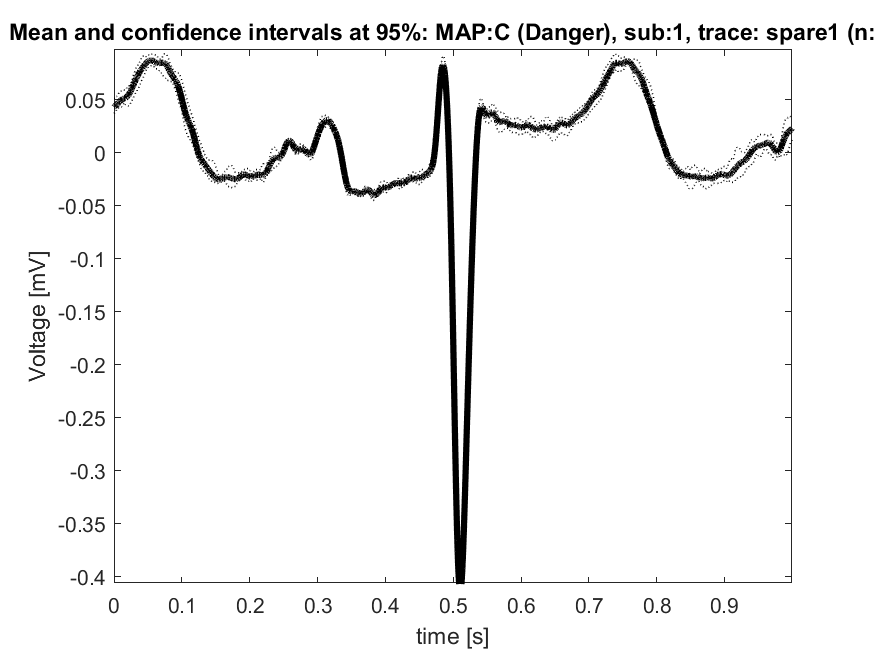 Mean and confidence intervals at 95%: MAP:C (Danger), sub:1, trace: spare1 (n:
0.05
0
-0.05
-0.1
-0.15
-0.2
-0.25
-0.3
-0.35
-0.4
Voltage [mV]
0 0.1 0.2 0.3 0.4 0.5 0.6 0.7 0.8 0.9
time [s]